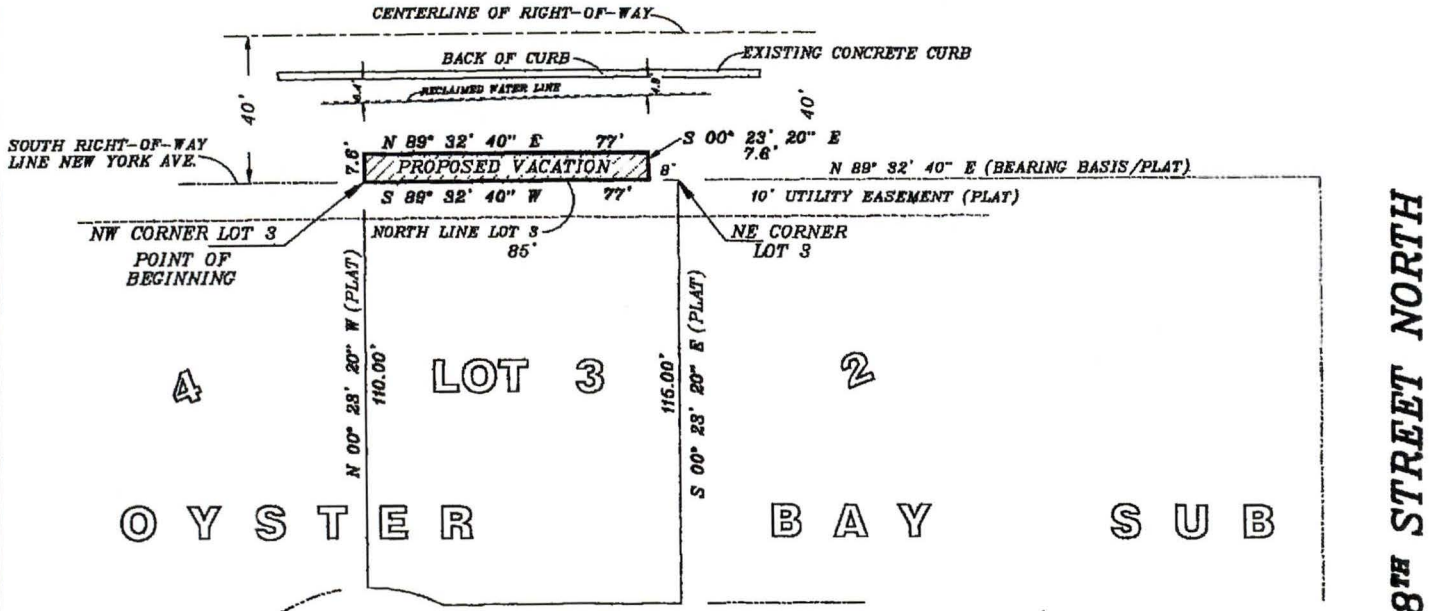 CENTERLINE OF RIGHT-OF-WAY
BACK OF CURB
EXISTING CONCRETE CURB
RECLAIMED WATER LINE
40'
40'
SOUTH RIGHT-OF-WAY
LINE NEW YORK AVE.
7.6'
N 89° 32' 40" E 77'
S 00° 23' 20" E
7.6'
PROPOSED VACATION
8'
N 89° 32' 40" E (BEARING BASIS/PLAT)
S 89° 32' 40" W 77'
10' UTILITY EASEMENT (PLAT)
NW CORNER LOT 3
POINT OF
BEGINNING
NORTH LINE LOT 3
85'
NE CORNER
LOT 3
N 00° 23' 20" W (PLAT)
110.00'
LOT 3
115.00'
S 00° 23' 20" E (PLAT)
4
2
OYSTER BAY SUB
8TH STREET NORTH